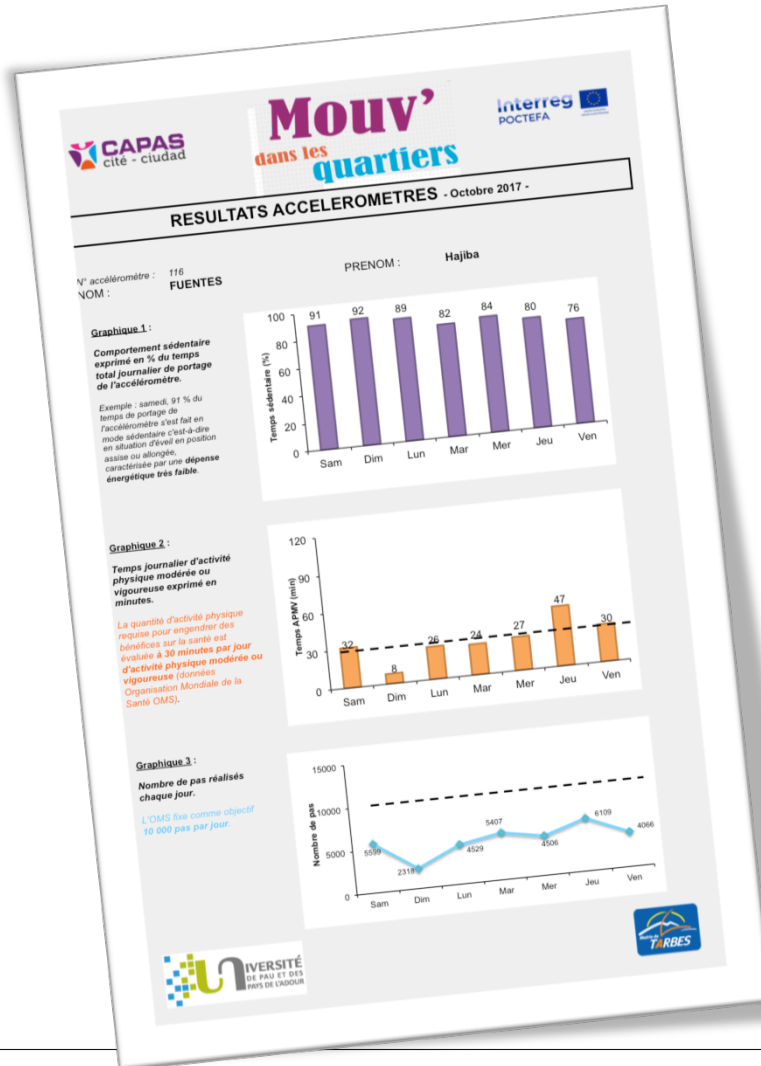 CAPAS
cité - ciudad
Mouv'
dans les
quartiers
Interreg
POCTEFA
RESULTATS ACCELEROMETRES - Octobre 2017 -
N° accéléromètre : 116
NOM : FUENTES
PRENOM : Hajiba
Graphique 1 :
Comportement sédentaire
exprimé en % du temps
total journalier de portage
de l'accéléromètre.
Exemple : samedi, 91 % du
temps de portage de
l'accéléromètre s'est fait en
mode sédentaire c'est-à-dire
en situation d'éveil en position
assise ou allongée,
caractérisée par une dépense
énergétique très faible.
Temps sédentaire (%)
100
80
60
40
20
0
91 92 89 82 84 80 76
Sam Dim Lun Mar Mer Jeu Ven
Graphique 2 :
Temps journalier d'activité
physique modérée ou
vigoureuse exprimé en
minutes.
La quantité d'activité physique
requise pour engendrer des
bénéfices sur la santé est
évaluée à 30 minutes par jour
d'activité physique modérée ou
vigoureuse (données
Organisation Mondiale de la
Santé OMS).
Temps APMV (min)
120
90
60
30
0
32 8 26 24 27 47 30
Sam Dim Lun Mar Mer Jeu Ven
Graphique 3 :
Nombre de pas réalisés
chaque jour.
L'OMS fixe comme objectif
10 000 pas par jour.
Nombre de pas
15000
10000
5000
0
5599 2318 4529 5407 4506 6109 4066
Sam Dim Lun Mar Mer Jeu Ven
UNIVERSITÉ
DE PAU ET DES
PAYS DE L'ADOUR
Mairie de
TARBES